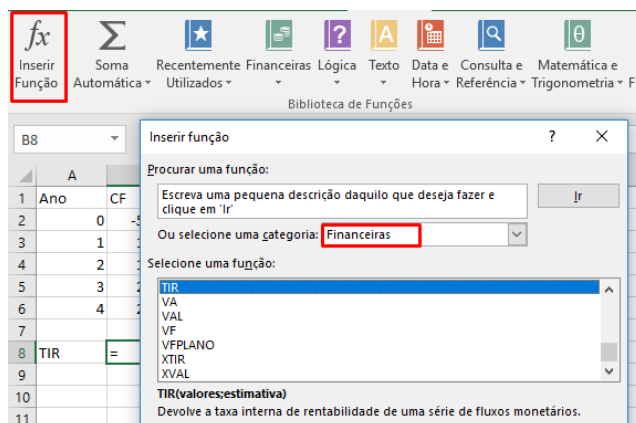 fx Σ ? A θ
Inserir Soma Recentemente Financeiras Lógica Texto Data e Consulta e Matemática e
Função Automática Utilizados Hora Referência Trigonometria F
Biblioteca de Funções
B8
Inserir função ? ×
Procurar uma função:
Escreva uma pequena descrição daquilo que deseja fazer e
clique em 'Ir'
Ir
Ou selecione uma categoria: Financeiras
Selecione uma função:
TIR
VA
VAL
VF
VFPLANO
XTIR
XVAL
TIR(valores;estimativa)
Devolve a taxa interna de rentabilidade de uma série de fluxos monetários.
A
1 Ano CF
2 0
3 1
4 2
5 3
6 4
7
8 TIR =
9
10
11